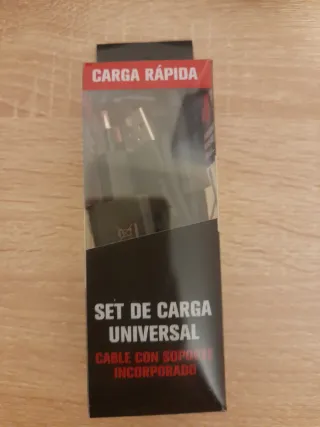 CARGA RÁPIDA
SET DE CARGA
UNIVERSAL
CABLE CON SOPORTE
INCORPORADO